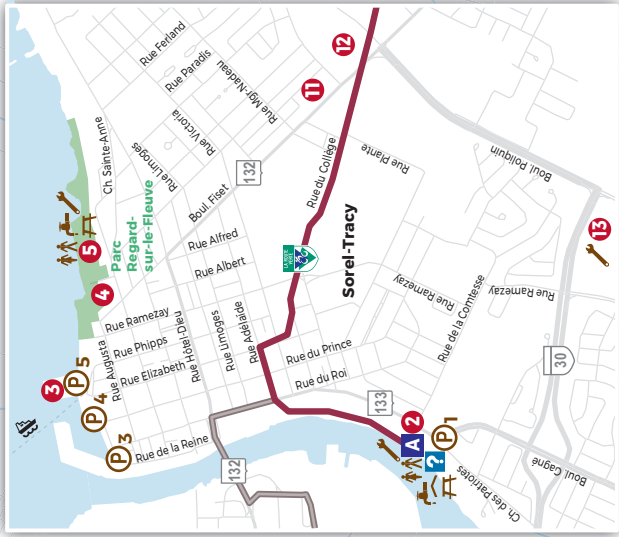 Rue Ferland
Rue Paradis
Rue Mgr-Nadeau
Rue Victoria
Rue Limoges
Ch. Sainte-Anne
12
11
132
Boul. Fiset
Rue du Collège
Rue Plante
Boul. Poliquin
5
Parc
Regard-
sur-le-Fleuve
4
Rue Alfred
Rue Albert
Sorel-Tracy
13
Rue Ramezay
Rue Phipps
Rue Elizabeth
Rue Augusta
Rue Hôtel-Dieu
Rue Limoges
Rue Adélaïde
Rue Ramezay
Rue Ramezay
Rue de la Comtesse
Rue du Prince
Rue du Roi
3
P 5
P 4
P 3
Rue de la Reine
132
133
30
2
A
P 1
?
Ch. des Patriotes
Boul. Gagné